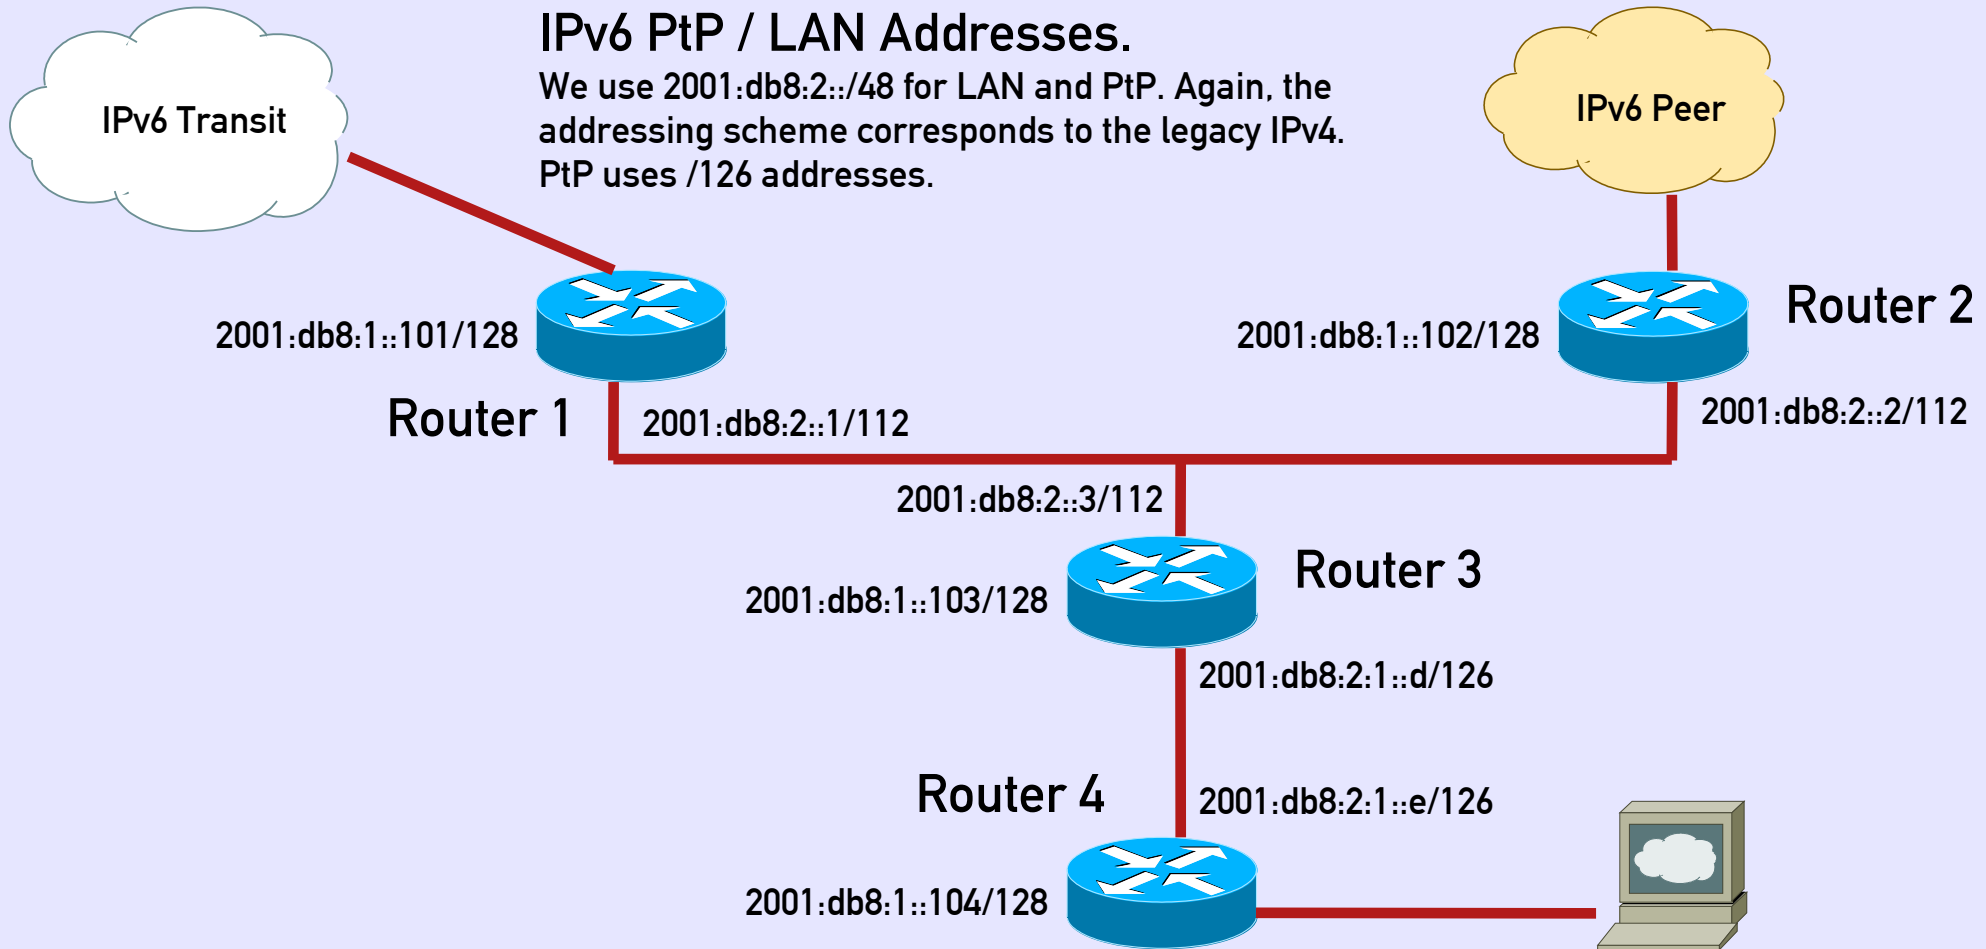 IPv6 PtP / LAN Addresses.
We use 2001:db8:2::/48 for LAN and PtP. Again, the
addressing scheme corresponds to the legacy IPv4.
PtP uses /126 addresses.
IPv6 Transit
IPv6 Peer
2001:db8:1::101/128
Router 1
2001:db8:2::1/112
2001:db8:1::102/128
Router 2
2001:db8:2::2/112
2001:db8:2::3/112
2001:db8:1::103/128
Router 3
2001:db8:2:1::d/126
Router 4
2001:db8:2:1::e/126
2001:db8:1::104/128